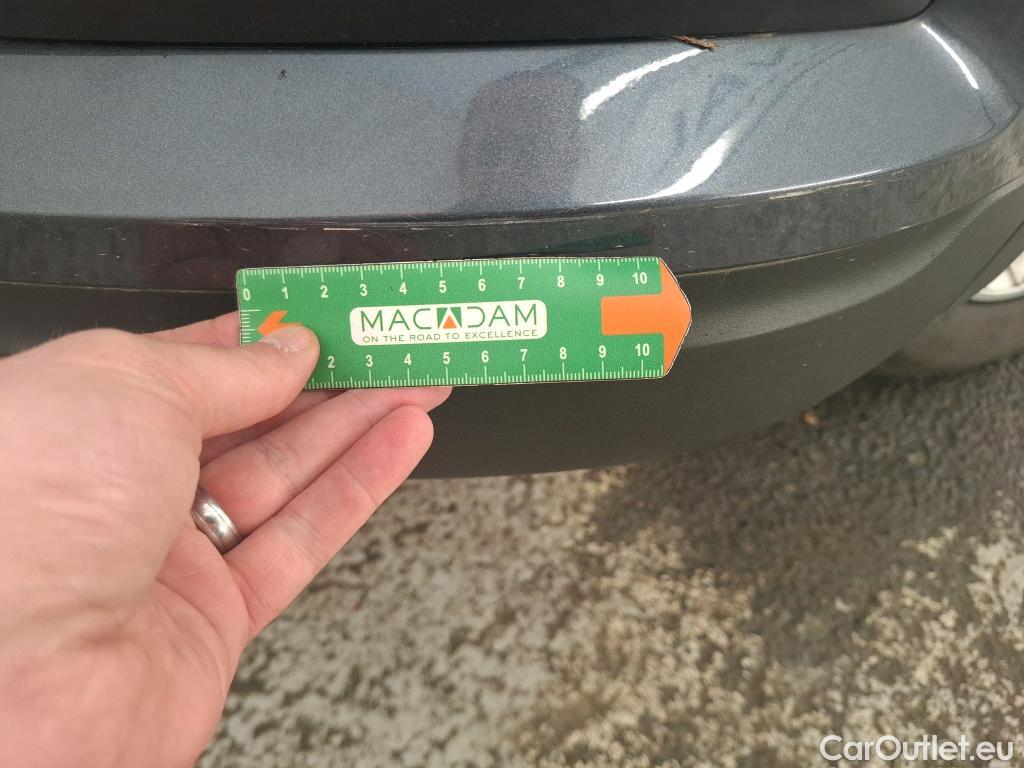 0 1 2 3 4 5 6 7 8 9 10
MACADAM
ON THE ROAD TO EXCELLENCE
2 3 4 5 6 7 8 9 10
CarOutlet.eu